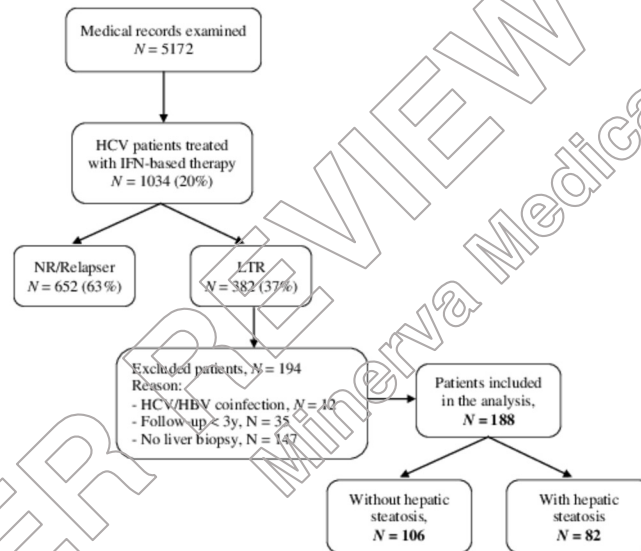 Medical records examined
N = 5172
HCV patients treated
with IFN-based therapy
N = 1034 (20%)
NR/Relapser
N = 652 (63%)
LTR
N = 382 (37%)
Excluded patients, N = 194
Reason:
- HCV/HBV coinfection, N = 12
- Follow-up < 3y, N = 35
- No liver biopsy, N = 147
Patients included
in the analysis,
N = 188
Without hepatic
steatosis,
N = 106
With hepatic
steatosis
N = 82
ER REVIEW
Minerva Medica